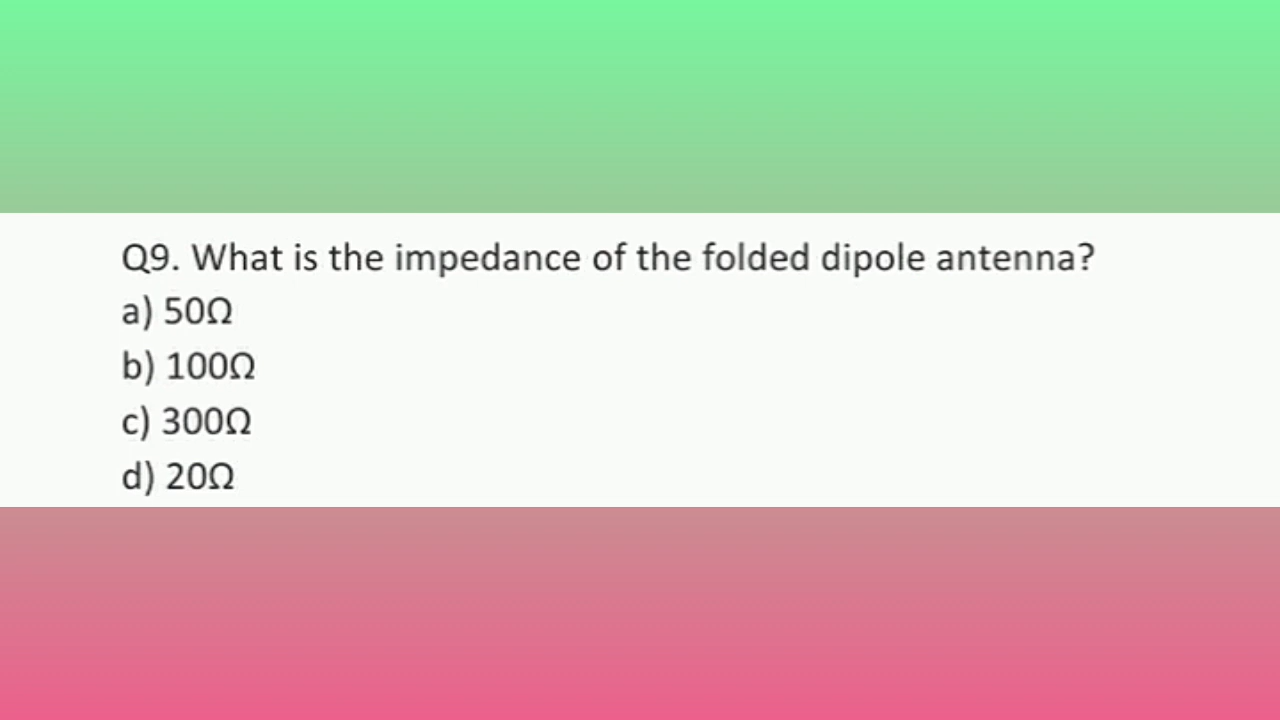 Q9. What is the impedance of the folded dipole antenna?
a) 50Ω
b) 100Ω
c) 300Ω
d) 20Ω